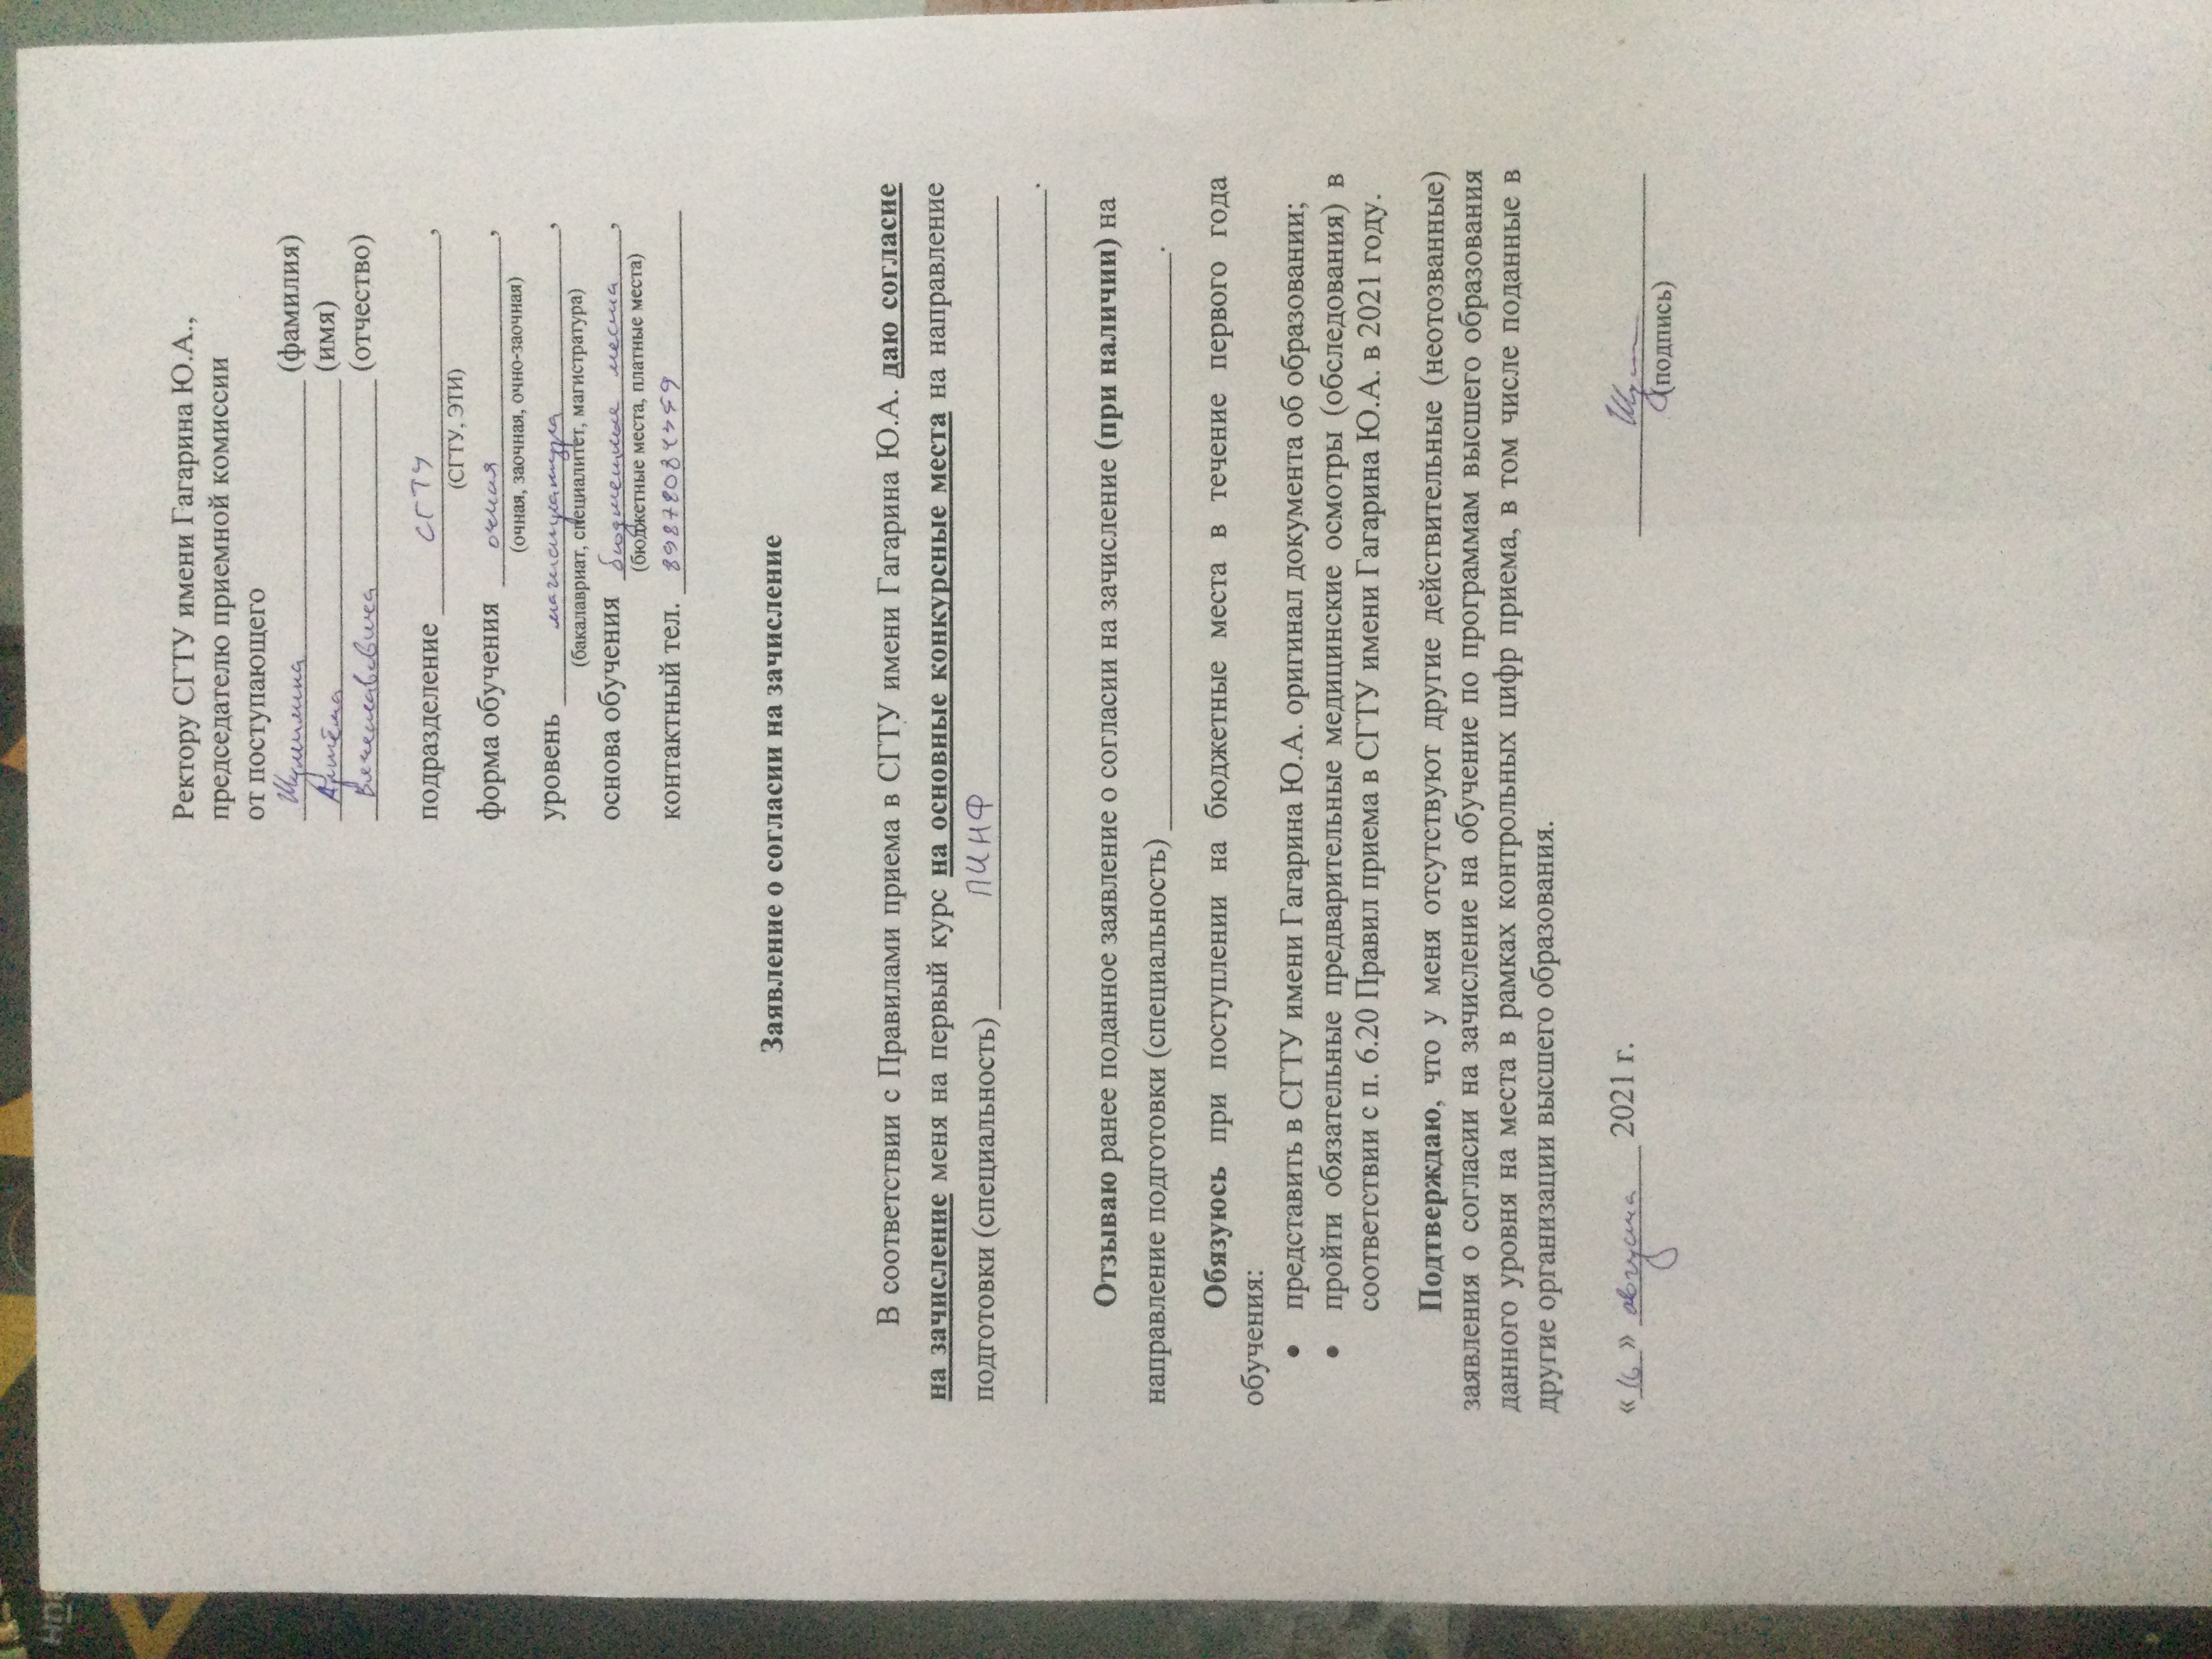 Ректору СГТУ имени Гагарина Ю.А.,
председателю приемной комиссии
от поступающего
(фамилия)
Артёма (имя)
Вячеславовича (отчество)
подразделение СГТУ,
(СГТУ, ЭТИ)
форма обучения очная,
(очная, заочная, очно-заочная)
уровень магистратура,
(бакалавриат, специалитет, магистратура)
основа обучения бюджетные места,
(бюджетные места, платные места)
контактный тел.
Заявление о согласии на зачисление
В соответствии с Правилами приема в СГТУ имени Гагарина Ю.А. даю согласие
на зачисление меня на первый курс на основные конкурсные места на направление
подготовки (специальность) ПИНФ
.
Отзываю ранее поданное заявление о согласии на зачисление (при наличии) на
направление подготовки (специальность) .
Обязуюсь при поступлении на бюджетные места в течение первого года
обучения:
• представить в СГТУ имени Гагарина Ю.А. оригинал документа об образовании;
• пройти обязательные предварительные медицинские осмотры (обследования) в
соответствии с п. 6.20 Правил приема в СГТУ имени Гагарина Ю.А. в 2021 году.
Подтверждаю, что у меня отсутствуют другие действительные (неотозванные)
заявления о согласии на зачисление на обучение по программам высшего образования
данного уровня на места в рамках контрольных цифр приема, в том числе поданные в
другие организации высшего образования.
«16» августа 2021 г.
(подпись)